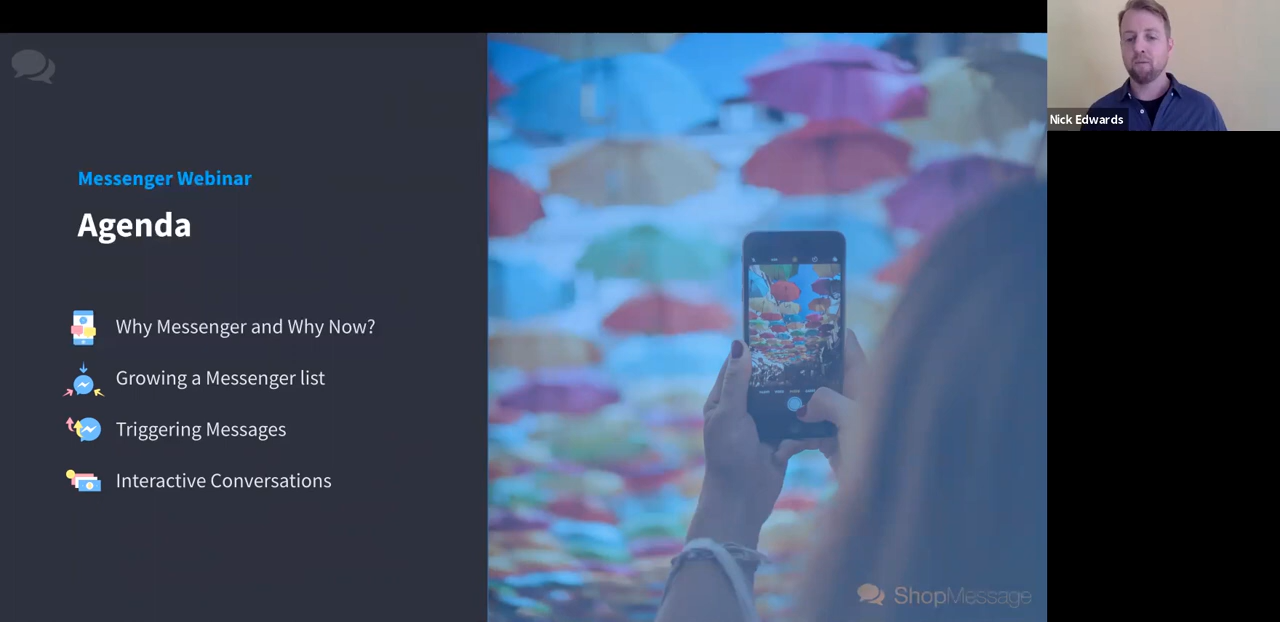 Messenger Webinar
Agenda
Why Messenger and Why Now?
Growing a Messenger list
Triggering Messages
Interactive Conversations
ShopMessage
Nick Edwards